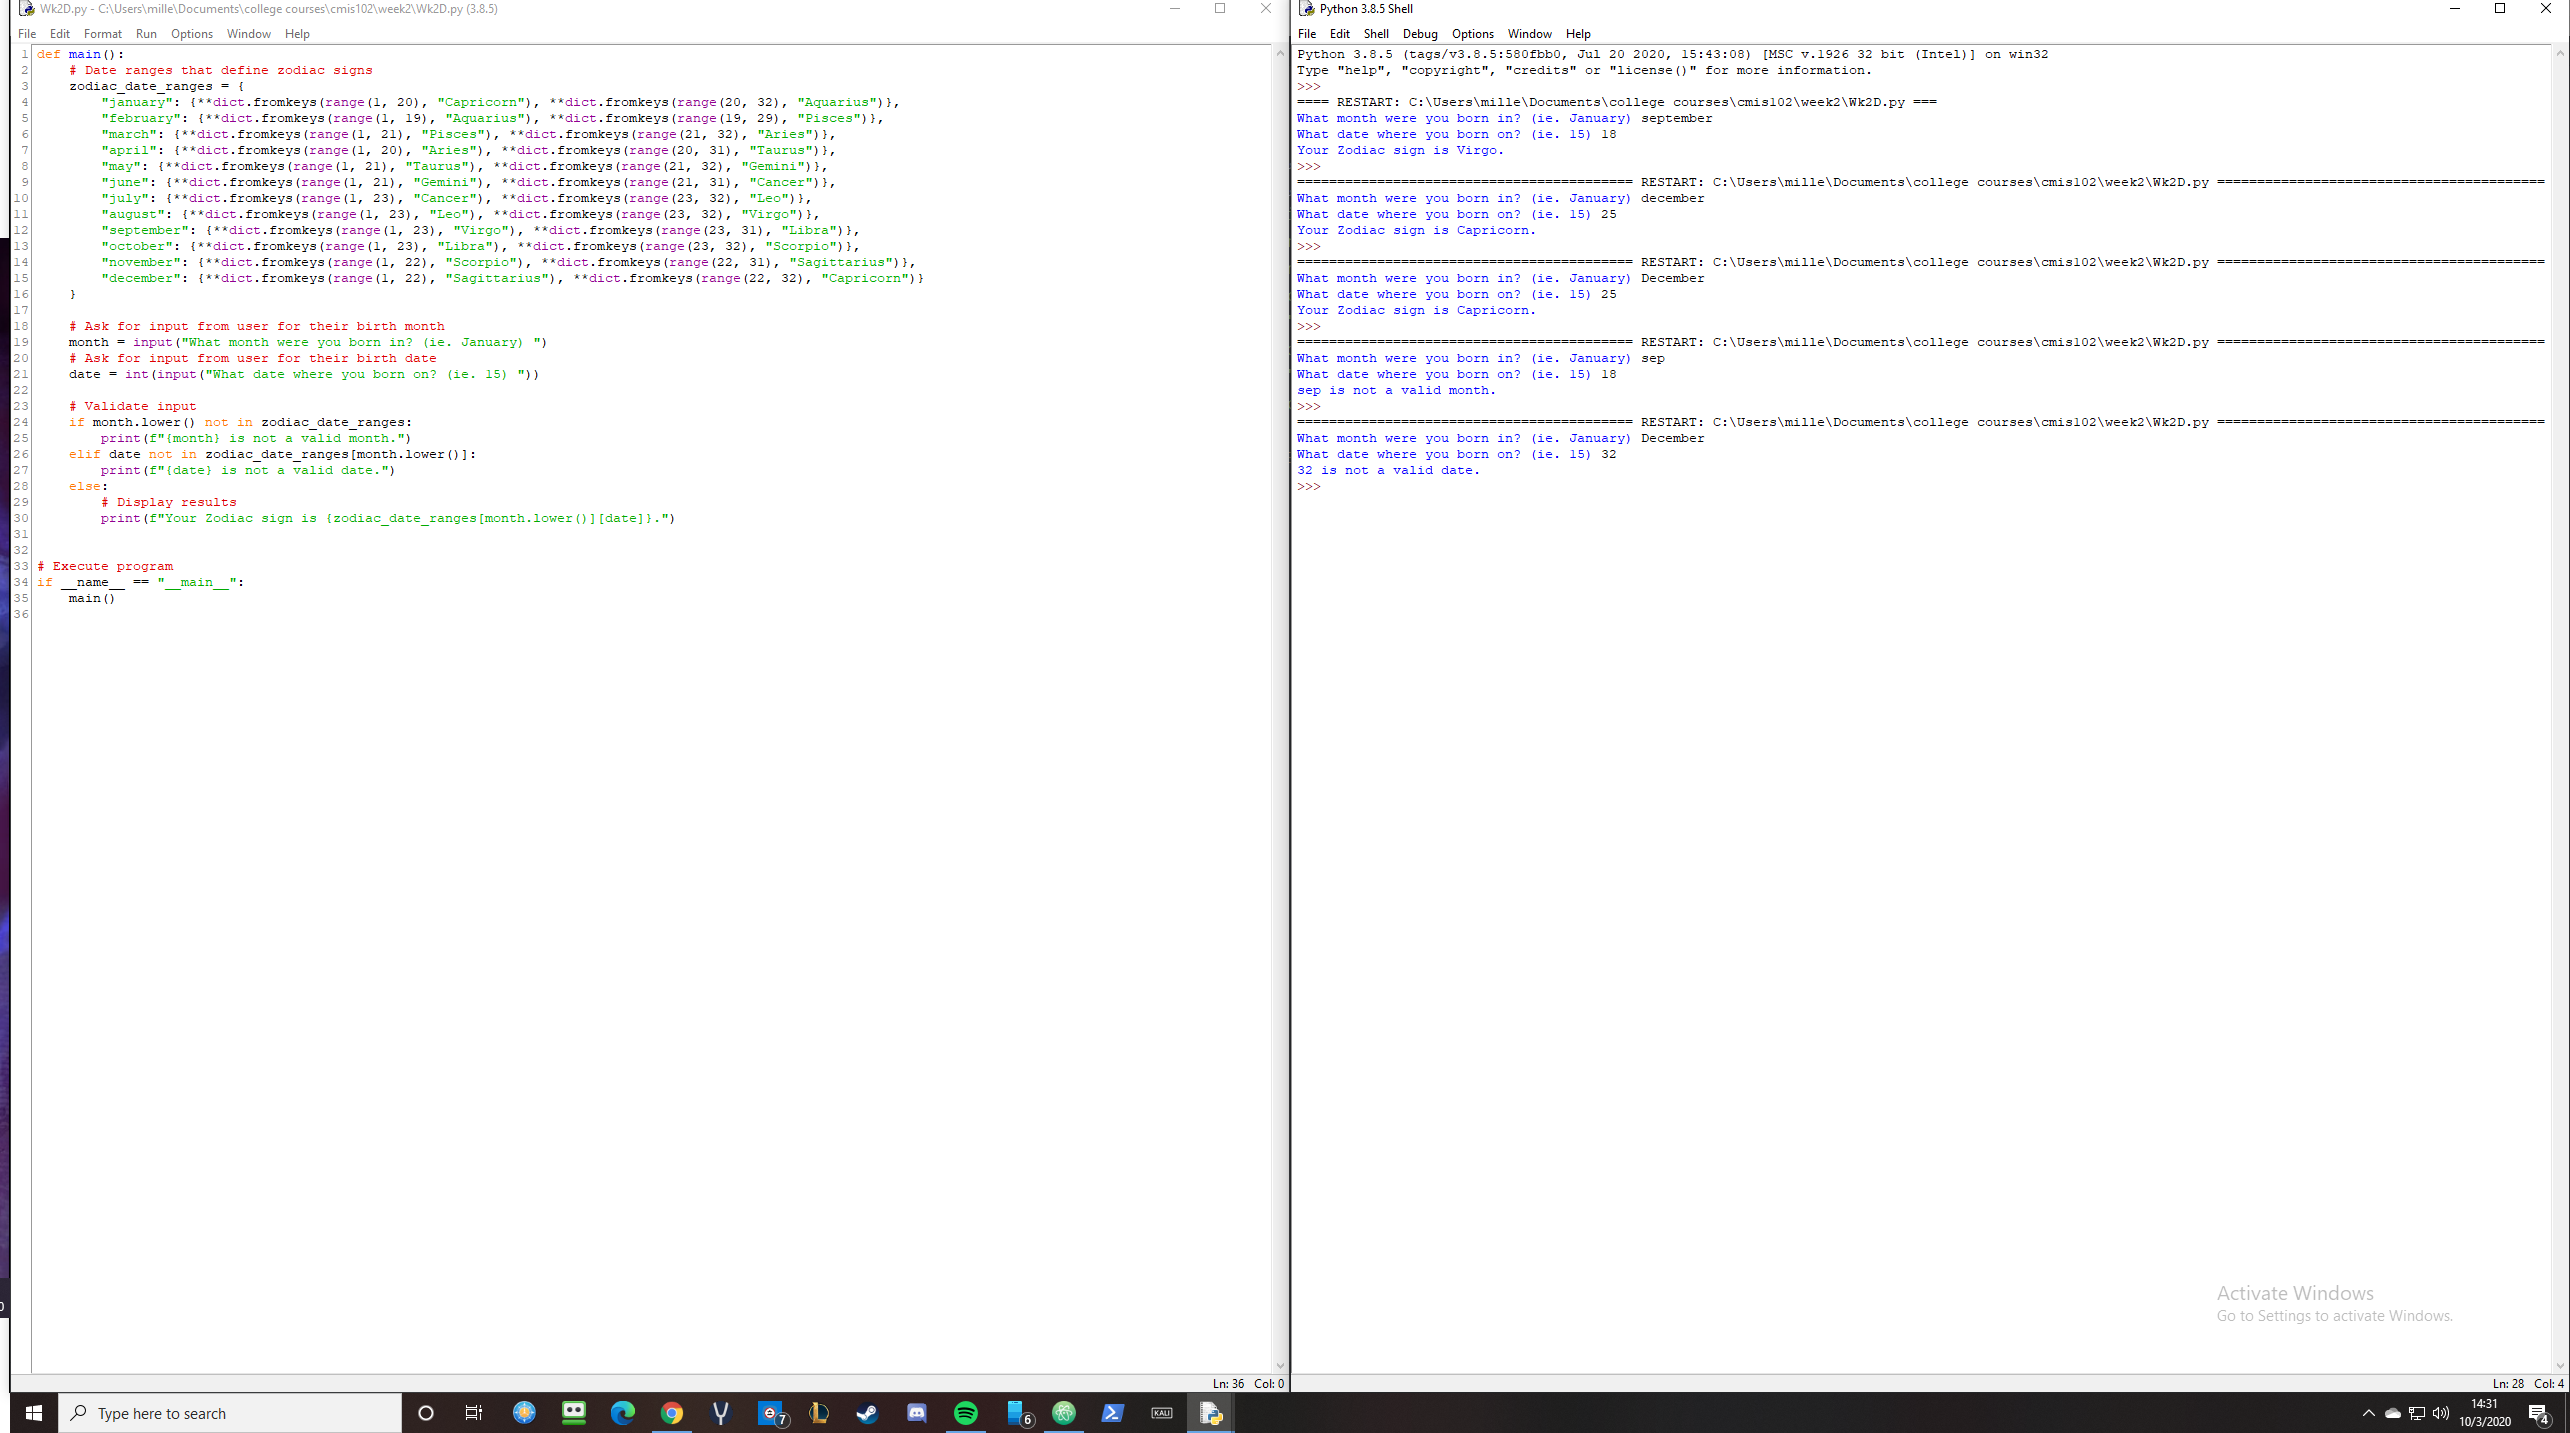 Wk2D.py - C:\Users\mille\Documents\college courses\cmis102\week2\Wk2D.py (3.8.5)
File Edit Format Run Options Window Help
1 def main():
2     # Date ranges that define zodiac signs
3     zodiac_date_ranges = {
4         "january": {**dict.fromkeys(range(1, 20), "Capricorn"), **dict.fromkeys(range(20, 32), "Aquarius")},
5         "february": {**dict.fromkeys(range(1, 19), "Aquarius"), **dict.fromkeys(range(19, 29), "Pisces")},
6         "march": {**dict.fromkeys(range(1, 21), "Pisces"), **dict.fromkeys(range(21, 32), "Aries")},
7         "april": {**dict.fromkeys(range(1, 20), "Aries"), **dict.fromkeys(range(20, 31), "Taurus")},
8         "may": {**dict.fromkeys(range(1, 21), "Taurus"), **dict.fromkeys(range(21, 32), "Gemini")},
9         "june": {**dict.fromkeys(range(1, 21), "Gemini"), **dict.fromkeys(range(21, 31), "Cancer")},
10         "july": {**dict.fromkeys(range(1, 23), "Cancer"), **dict.fromkeys(range(23, 32), "Leo")},
11         "august": {**dict.fromkeys(range(1, 23), "Leo"), **dict.fromkeys(range(23, 32), "Virgo")},
12         "september": {**dict.fromkeys(range(1, 23), "Virgo"), **dict.fromkeys(range(23, 31), "Libra")},
13         "october": {**dict.fromkeys(range(1, 23), "Libra"), **dict.fromkeys(range(23, 32), "Scorpio")},
14         "november": {**dict.fromkeys(range(1, 22), "Scorpio"), **dict.fromkeys(range(22, 31), "Sagittarius")},
15         "december": {**dict.fromkeys(range(1, 22), "Sagittarius"), **dict.fromkeys(range(22, 32), "Capricorn")}
16     }
17
18     # Ask for input from user for their birth month
19     month = input("What month were you born in? (ie. January) ")
20     # Ask for input from user for their birth date
21     date = int(input("What date where you born on? (ie. 15) "))
22
23     # Validate input
24     if month.lower() not in zodiac_date_ranges:
25         print(f"{month} is not a valid month.")
26     elif date not in zodiac_date_ranges[month.lower()]:
27         print(f"{date} is not a valid date.")
28     else:
29         # Display results
30         print(f"Your Zodiac sign is {zodiac_date_ranges[month.lower()][date]}.")
31
32
33 # Execute program
34 if __name__ == "__main__":
35     main()
36
Ln: 36 Col: 0
Python 3.8.5 Shell
File Edit Shell Debug Options Window Help
Python 3.8.5 (tags/v3.8.5:580fbb0, Jul 20 2020, 15:43:08) [MSC v.1926 32 bit (Intel)] on win32
Type "help", "copyright", "credits" or "license()" for more information.
>>>
==== RESTART: C:\Users\mille\Documents\college courses\cmis102\week2\Wk2D.py ===
What month were you born in? (ie. January) september
What date where you born on? (ie. 15) 18
Your Zodiac sign is Virgo.
>>>
========================================== RESTART: C:\Users\mille\Documents\college courses\cmis102\week2\Wk2D.py =========================================
What month were you born in? (ie. January) december
What date where you born on? (ie. 15) 25
Your Zodiac sign is Capricorn.
>>>
========================================== RESTART: C:\Users\mille\Documents\college courses\cmis102\week2\Wk2D.py =========================================
What month were you born in? (ie. January) December
What date where you born on? (ie. 15) 25
Your Zodiac sign is Capricorn.
>>>
========================================== RESTART: C:\Users\mille\Documents\college courses\cmis102\week2\Wk2D.py =========================================
What month were you born in? (ie. January) sep
What date where you born on? (ie. 15) 18
sep is not a valid month.
>>>
========================================== RESTART: C:\Users\mille\Documents\college courses\cmis102\week2\Wk2D.py =========================================
What month were you born in? (ie. January) December
What date where you born on? (ie. 15) 32
32 is not a valid date.
>>>
Activate Windows
Go to Settings to activate Windows.
Ln: 28 Col: 4
Type here to search
7
6
KALI
14:31
10/3/2020
4